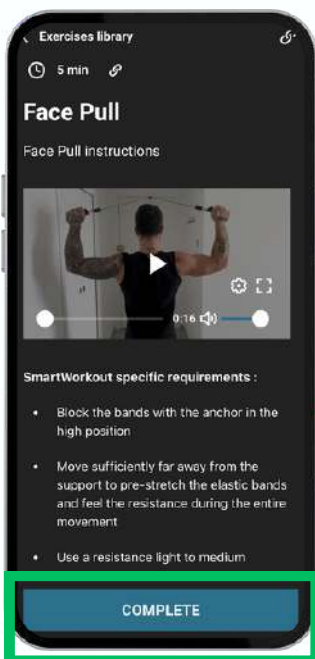 Exercises library
5 min
Face Pull
Face Pull instructions
0:16
SmartWorkout specific requirements :
• Block the bands with the anchor in the
high position
• Move sufficiently far away from the
support to pre-stretch the elastic bands
and feel the resistance during the entire
movement
• Use a resistance light to medium
COMPLETE